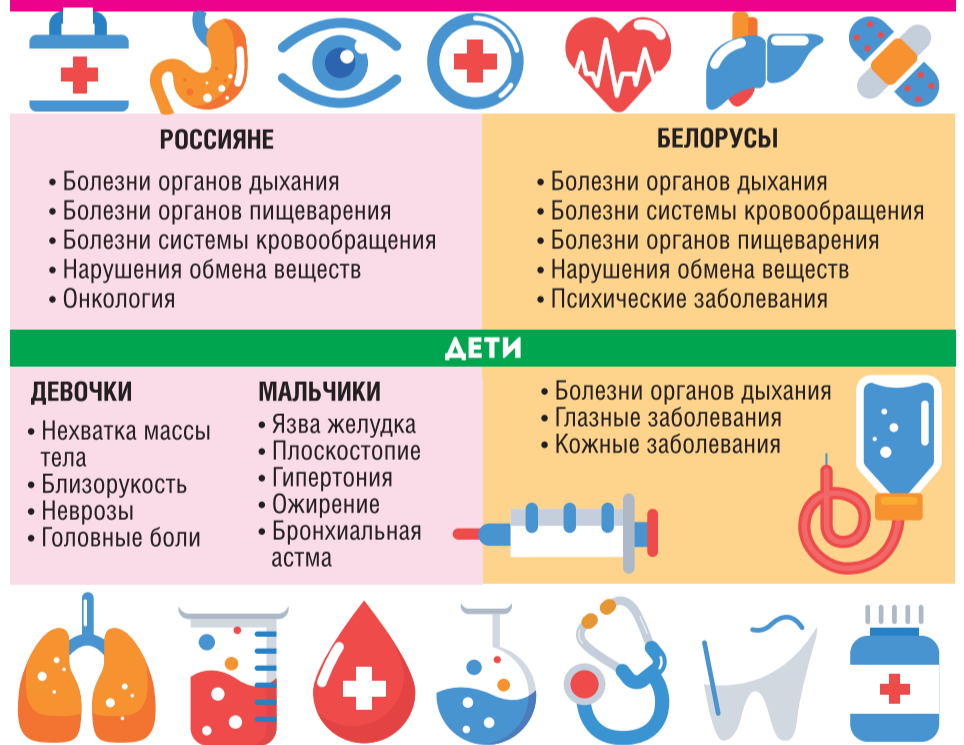 РОССИЯНЕ
• Болезни органов дыхания
• Болезни органов пищеварения
• Болезни системы кровообращения
• Нарушения обмена веществ
• Онкология
БЕЛОРУСЫ
• Болезни органов дыхания
• Болезни системы кровообращения
• Болезни органов пищеварения
• Нарушения обмена веществ
• Психические заболевания
ДЕТИ
ДЕВОЧКИ
• Нехватка массы
тела
• Близорукость
• Неврозы
• Головные боли
МАЛЬЧИКИ
• Язва желудка
• Плоскостопие
• Гипертония
• Ожирение
• Бронхиальная
астма
• Болезни органов дыхания
• Глазные заболевания
• Кожные заболевания